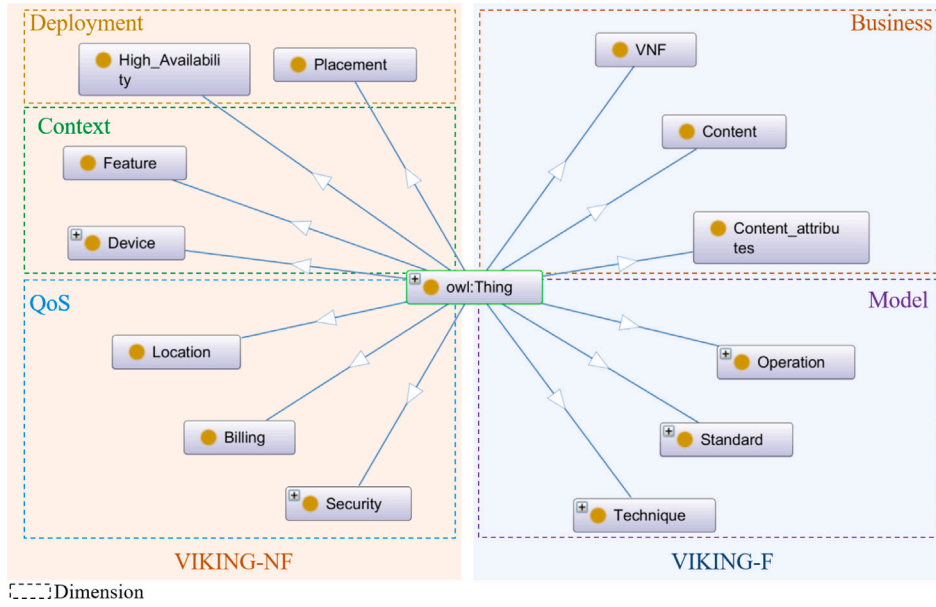 Deployment
High_Availabili
ty
Placement
Context
Feature
Device
QoS
Location
Billing
Security
VIKING-NF
owl:Thing
Business
VNF
Content
Content_attribu
tes
Model
Operation
Standard
Technique
VIKING-F
Dimension